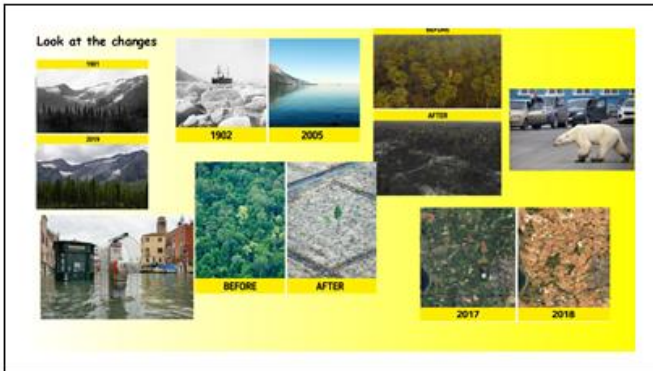 Look at the changes
1901
2019
1902
2005
BEFORE
AFTER
BEFORE
AFTER
2017
2018